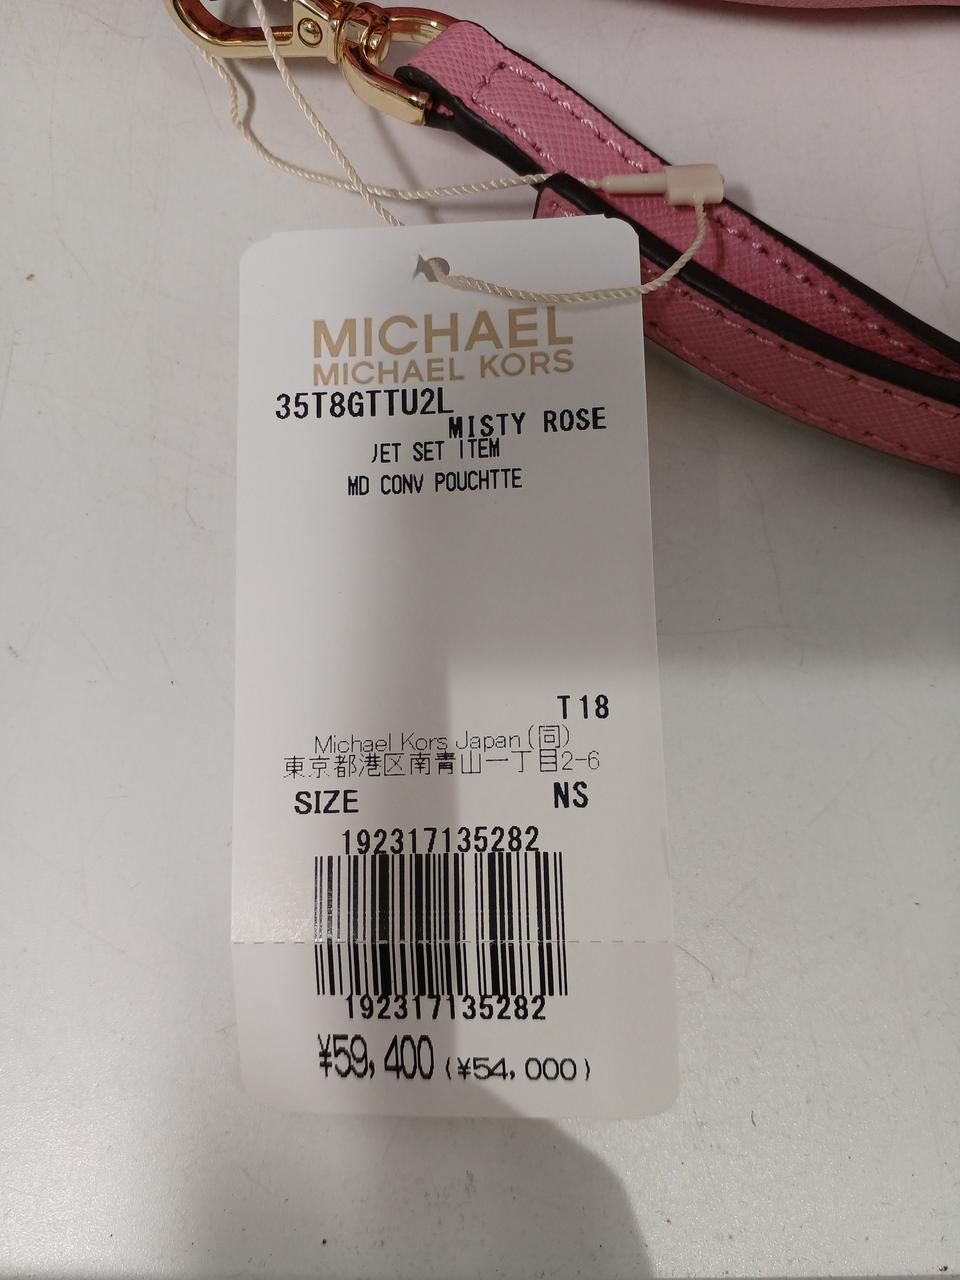 MICHAEL
MICHAEL KORS
35T8GTTU2L
MISTY ROSE
JET SET ITEM
MD CONV POUCHTTE
T18
Michael Kors Japan(同)
東京都港区南青山一丁目2-6
SIZE NS
192317135282
192317135282
¥59,400 (¥54,000)